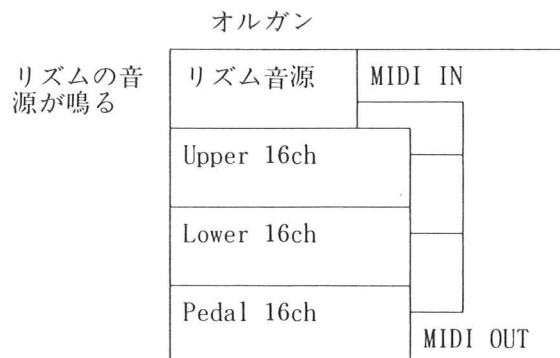 オルガン
リズムの音
源が鳴る
リズム音源
MIDI IN
Upper 16ch
Lower 16ch
Pedal 16ch
MIDI OUT